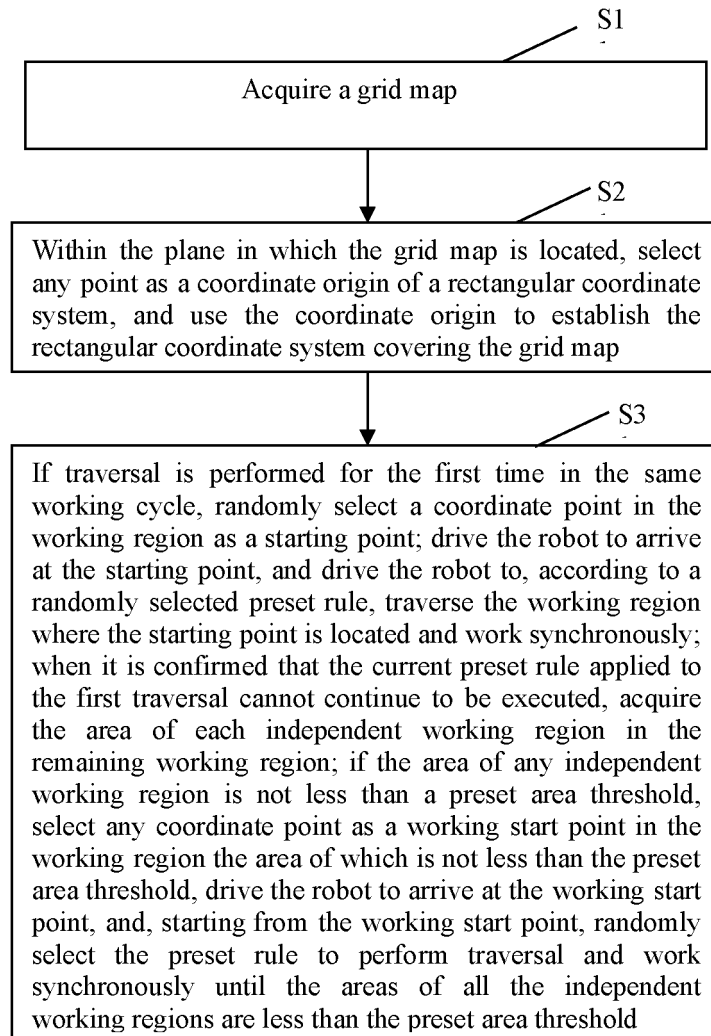 S1
Acquire a grid map
S2
Within the plane in which the grid map is located, select
any point as a coordinate origin of a rectangular coordinate
system, and use the coordinate origin to establish the
rectangular coordinate system covering the grid map
S3
If traversal is performed for the first time in the same
working cycle, randomly select a coordinate point in the
working region as a starting point; drive the robot to arrive
at the starting point, and drive the robot to, according to a
randomly selected preset rule, traverse the working region
where the starting point is located and work synchronously;
when it is confirmed that the current preset rule applied to
the first traversal cannot continue to be executed, acquire
the area of each independent working region in the
remaining working region; if the area of any independent
working region is not less than a preset area threshold,
select any coordinate point as a working start point in the
working region the area of which is not less than the preset
area threshold, drive the robot to arrive at the working start
point, and, starting from the working start point, randomly
select the preset rule to perform traversal and work
synchronously until the areas of all the independent
working regions are less than the preset area threshold